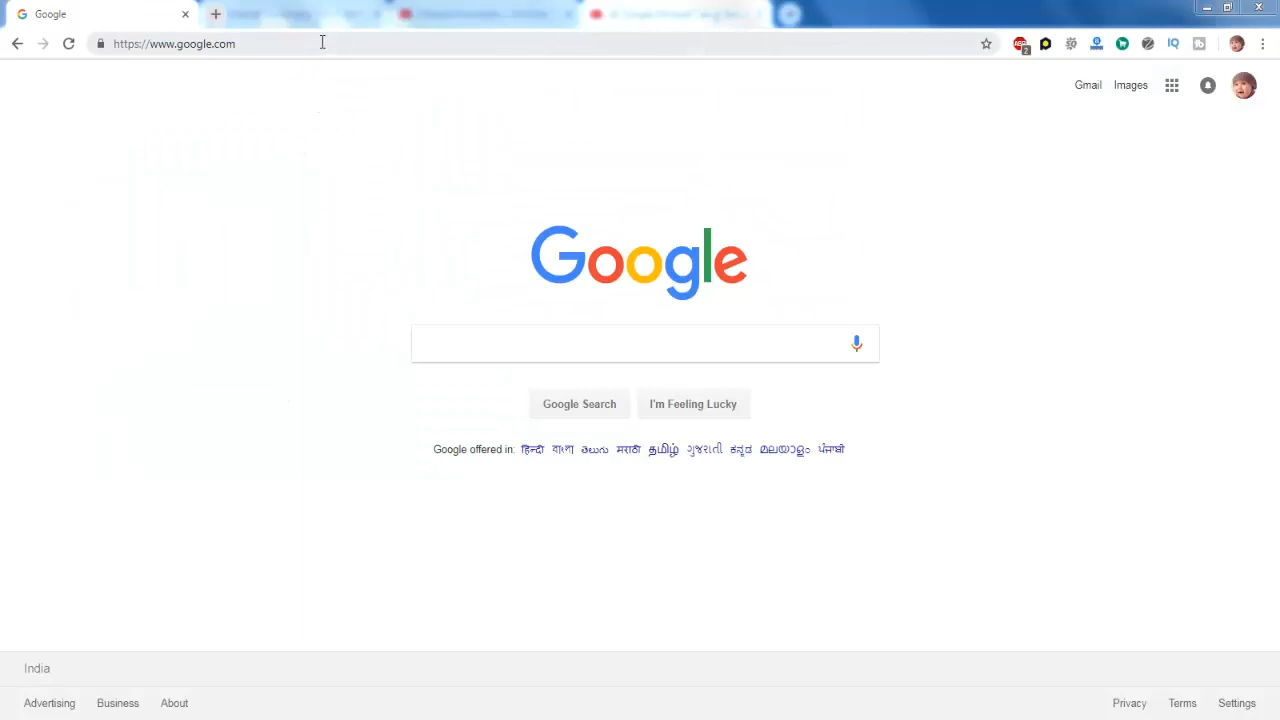 Google
https://www.google.com
2
Gmail Images
Google
Google Search I'm Feeling Lucky
Google offered in: हिन्दी বাংলা తెలుగు मराठी தமிழ் ગુજરાતી ಕನ್ನಡ മലയാളം ਪੰਜਾਬੀ
India
Advertising Business About
Privacy Terms Settings